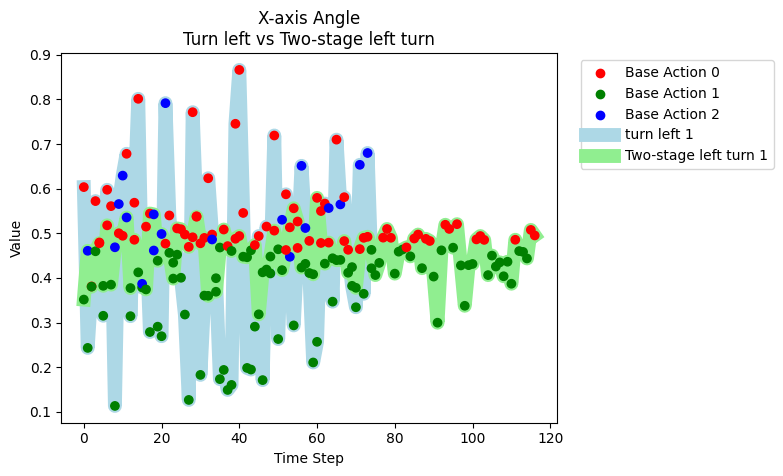 X-axis Angle
Turn left vs Two-stage left turn
0.9
0.8
0.7
0.6
0.5
0.4
0.3
0.2
0.1
Value
0
20
40
60
80
100
120
Time Step
Base Action 0
Base Action 1
Base Action 2
turn left 1
Two-stage left turn 1